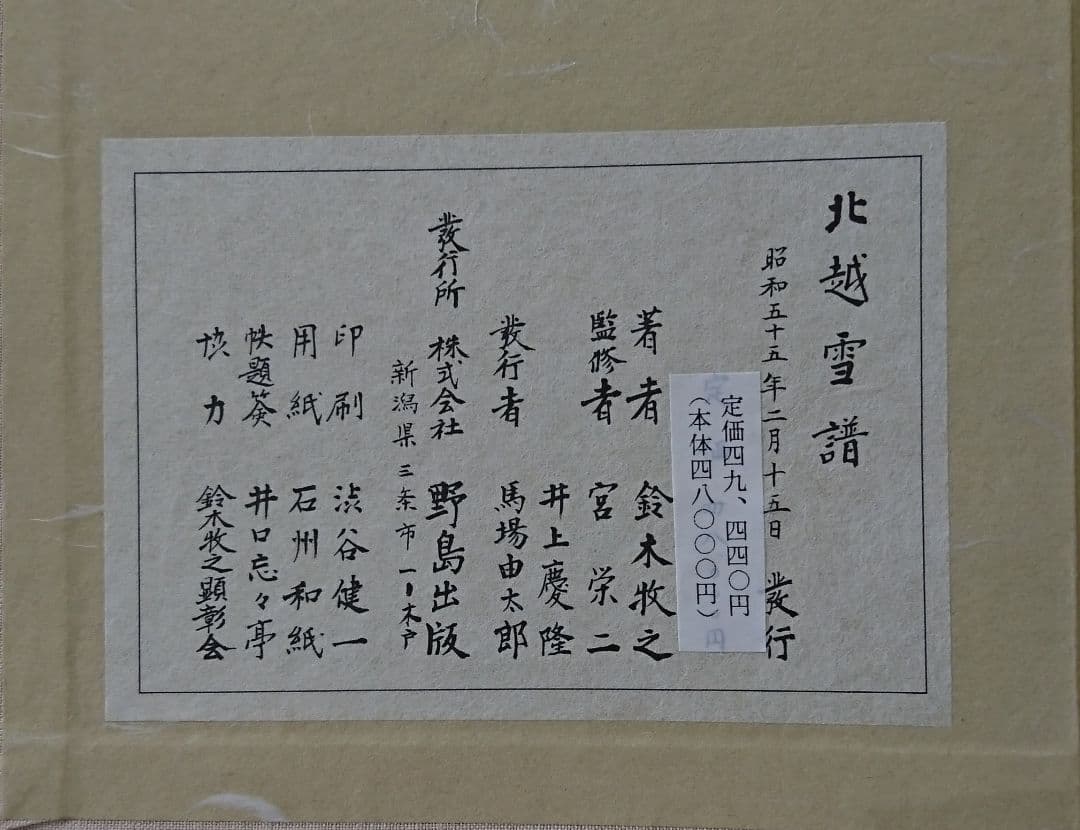 北越雪譜
昭和五十五年二月十五日 發行
定価四九、四四〇円
(本体四八〇〇〇円)
円
著者 鈴木牧之
監修者 宮栄二
井上慶隆
發行者 馬場由太郎
發行所 株式会社 野島出版
新潟県三条市一ノ木戸
印刷 渋谷健一
用紙 石州和紙
帙題簽 井口忘々亭
協力 鈴木牧之顕彰会